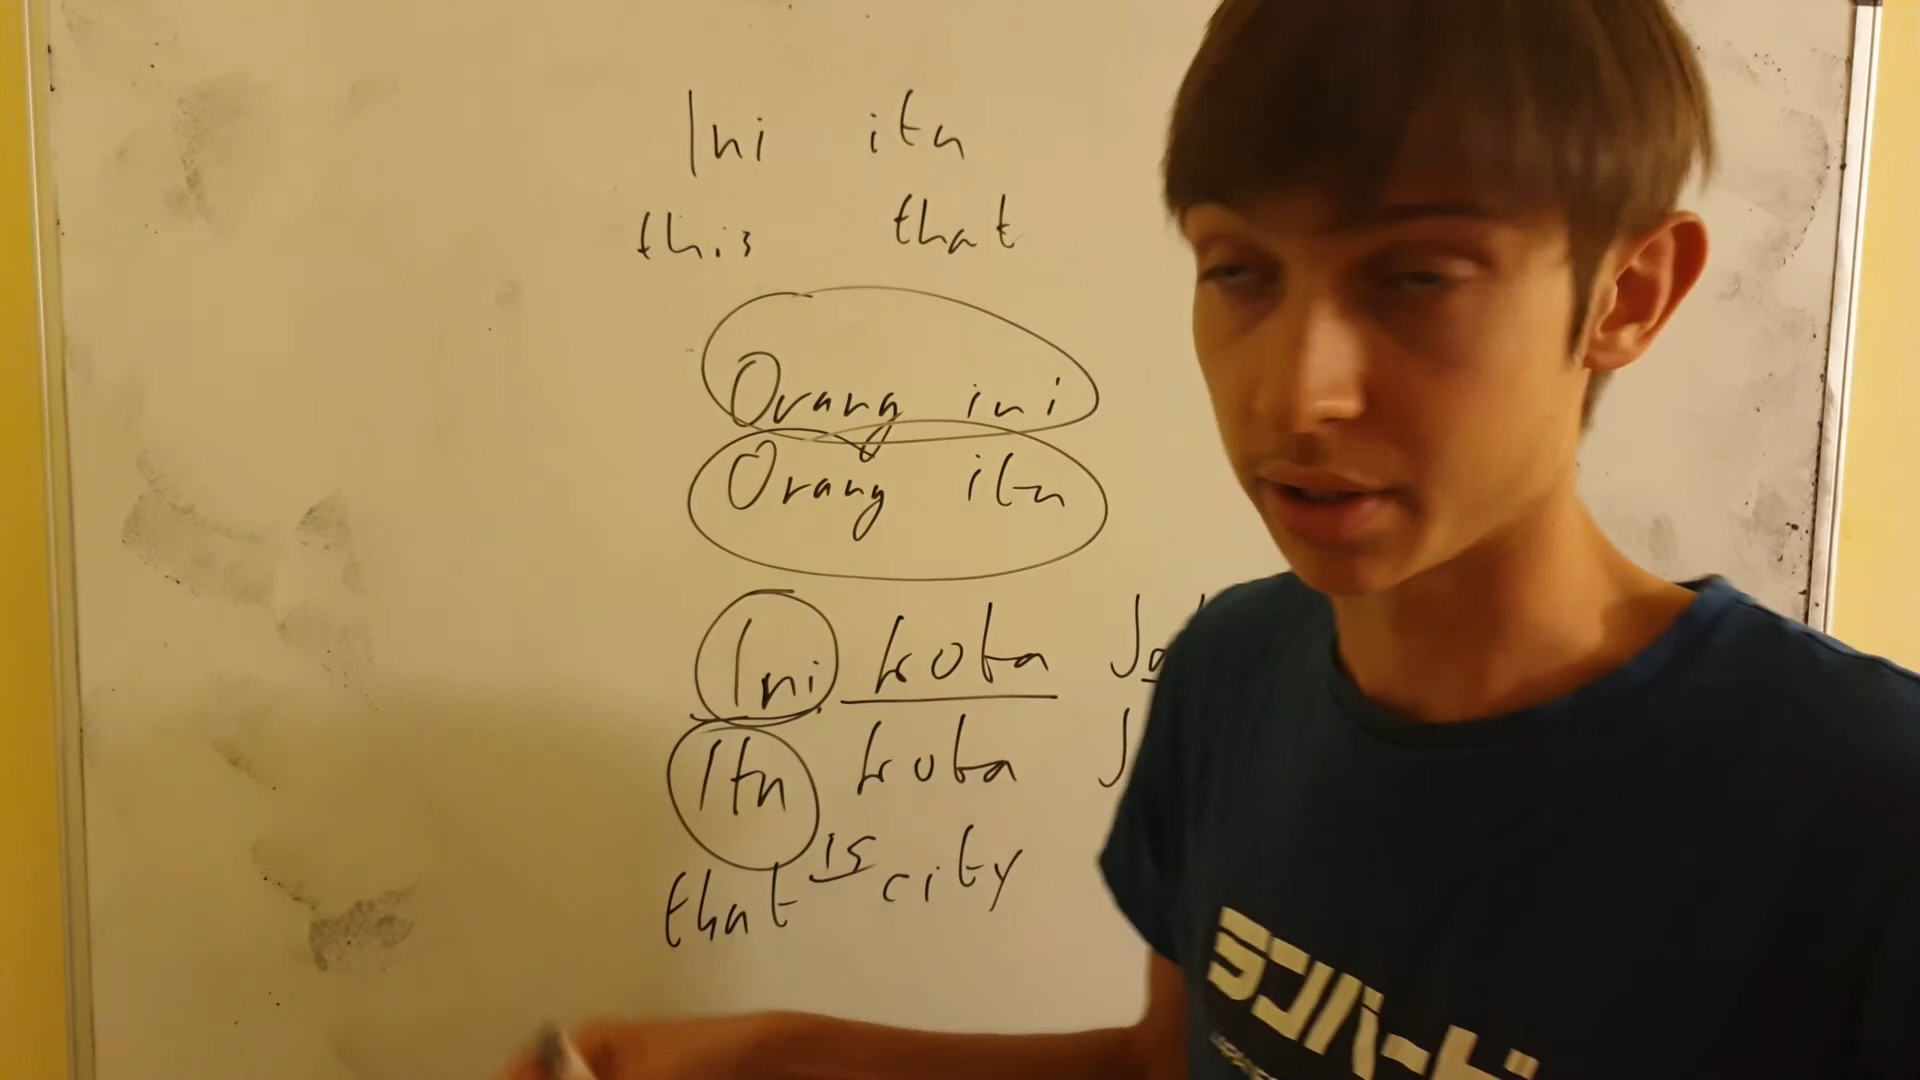 Ini itu
this that
Orang ini
Orang itu
Ini kota
Itu kota
that is city